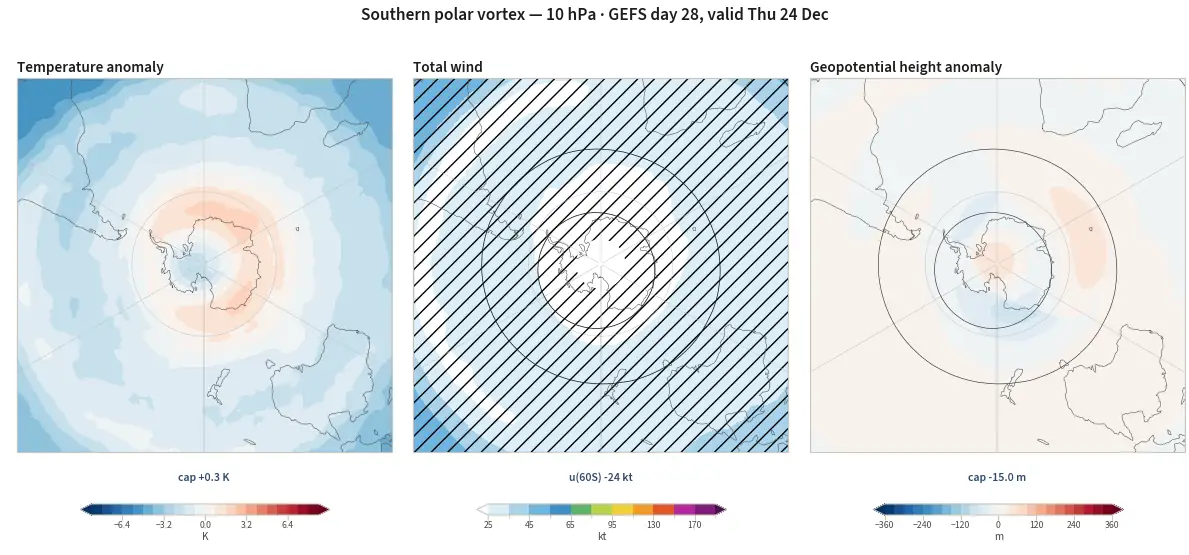 Southern polar vortex — 10 hPa · GEFS day 28, valid Thu 24 Dec
Temperature anomaly
Total wind
Geopotential height anomaly
cap +0.3 K
u(60S) -24 kt
cap -15.0 m
−6.4 −3.2 0.0 3.2 6.4
K
25 45 65 95 130 170
kt
−360 −240 −120 0 120 240 360
m